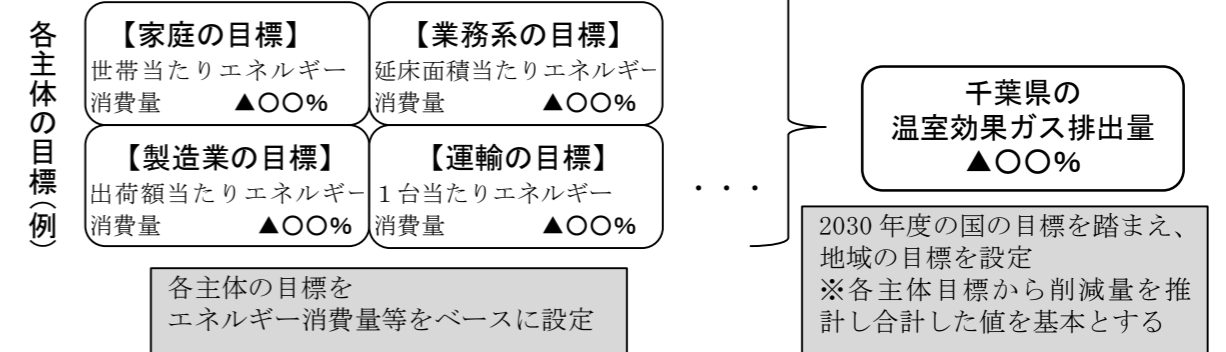 各主体の目標(例)
【家庭の目標】
世帯当たりエネルギー
消費量 ▲〇〇%
【業務系の目標】
延床面積当たりエネルギー
消費量 ▲〇〇%
【製造業の目標】
出荷額当たりエネルギー
消費量 ▲〇〇%
【運輸の目標】
1台当たりエネルギー
消費量 ▲〇〇%
・・・
千葉県の
温室効果ガス排出量
▲〇〇%
各主体の目標を
エネルギー消費量等をベースに設定
2030 年度の国の目標を踏まえ、
地域の目標を設定
※各主体目標から削減量を推
計し合計した値を基本とする